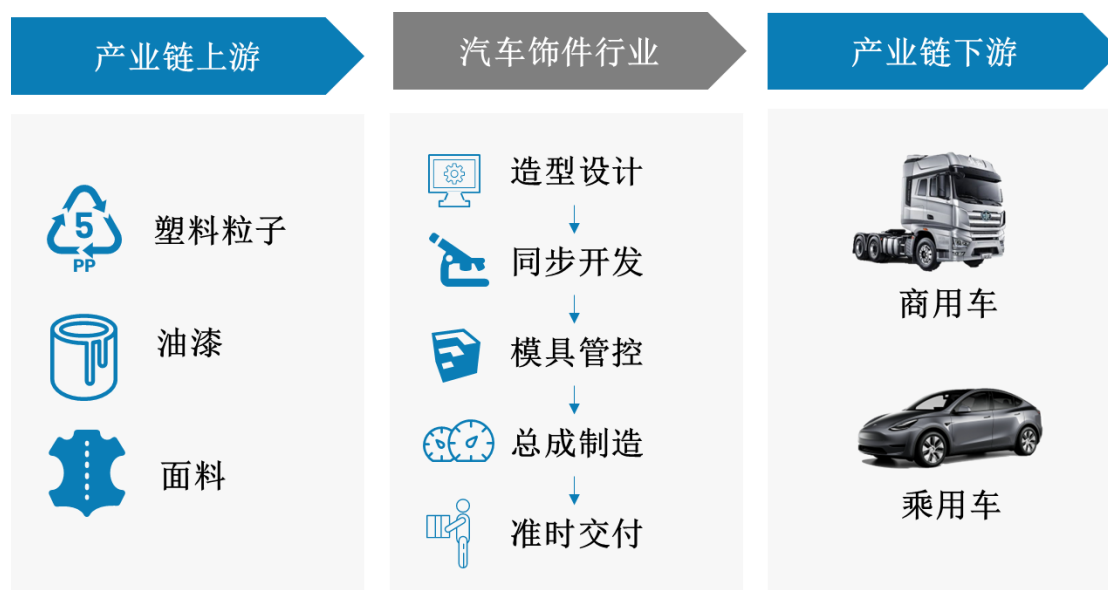 产业链上游
汽车饰件行业
产业链下游
5
PP
塑料粒子
油漆
面料
造型设计
同步开发
模具管控
总成制造
准时交付
商用车
乘用车